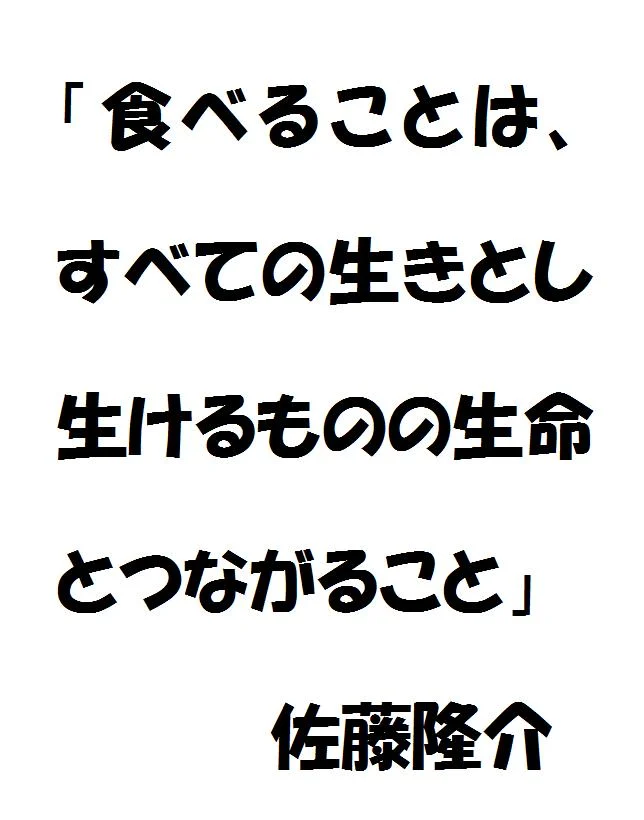 「食べることは、
すべての生きとし
生けるものの生命
とつながること」
佐藤隆介